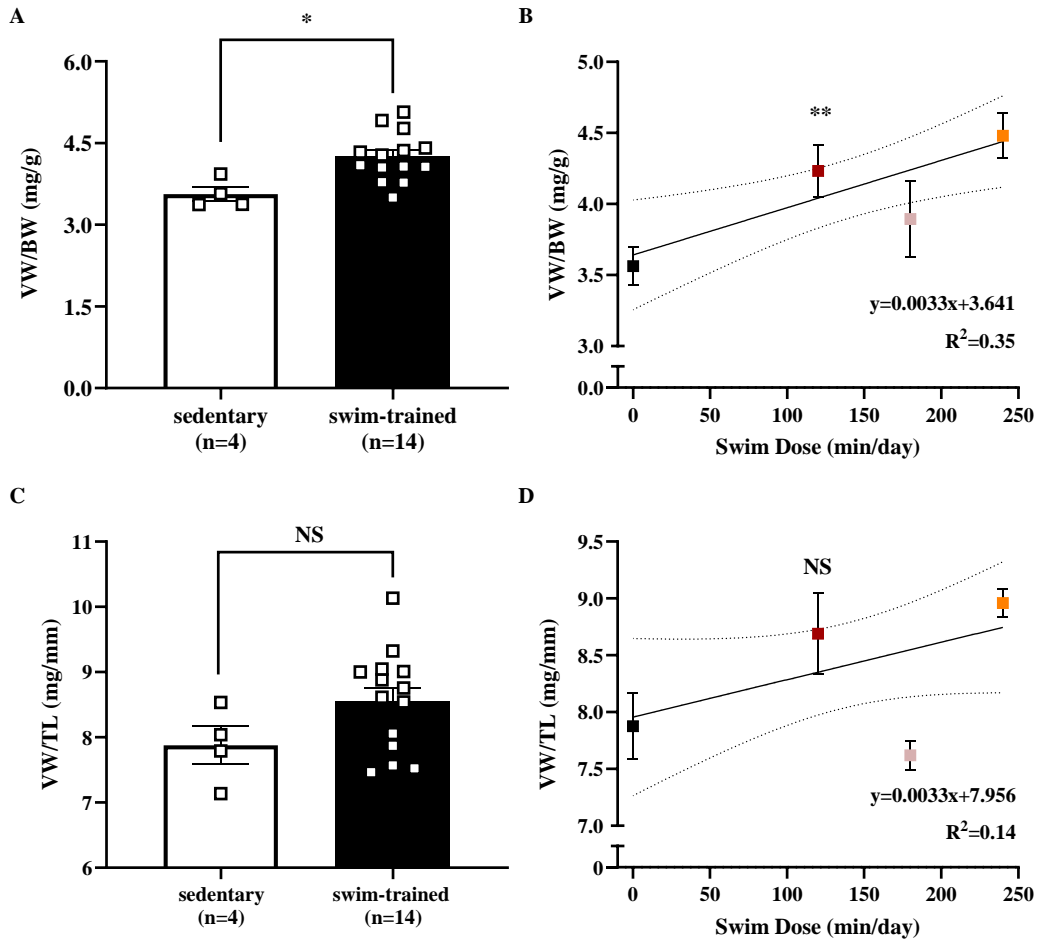 A
*
6.0
4.5
3.0
1.5
0.0
VW/BW (mg/g)
sedentary
(n=4)
swim-trained
(n=14)
B
**
5.0
4.5
4.0
3.5
3.0
0.0
VW/BW (mg/g)
y=0.0033x+3.641
R²=0.35
0 50 100 150 200 250
Swim Dose (min/day)
C
NS
11
10
9
8
7
6
VW/TL (mg/mm)
sedentary
(n=4)
swim-trained
(n=14)
D
NS
9.5
9.0
8.5
8.0
7.5
7.0
0
VW/TL (mg/mm)
y=0.0033x+7.956
R²=0.14
0 50 100 150 200 250
Swim Dose (min/day)